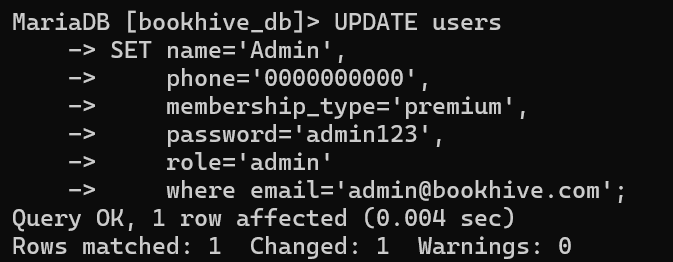 MariaDB [bookhive_db]> UPDATE users
    -> SET name='Admin',
    ->     phone='0000000000',
    ->     membership_type='premium',
    ->     password='admin123',
    ->     role='admin'
    ->     where email='admin@bookhive.com';
Query OK, 1 row affected (0.004 sec)
Rows matched: 1  Changed: 1  Warnings: 0